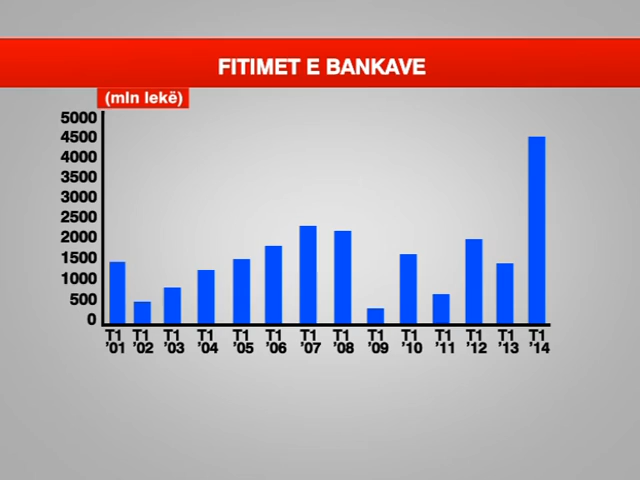 FITIMET E BANKAVE
(mln lekë)
5000
4500
4000
3500
3000
2500
2000
1500
1000
500
0
T1 T1 T1 T1 T1 T1 T1 T1 T1 T1 T1 T1 T1 T1
'01 '02 '03 '04 '05 '06 '07 '08 '09 '10 '11 '12 '13 '14